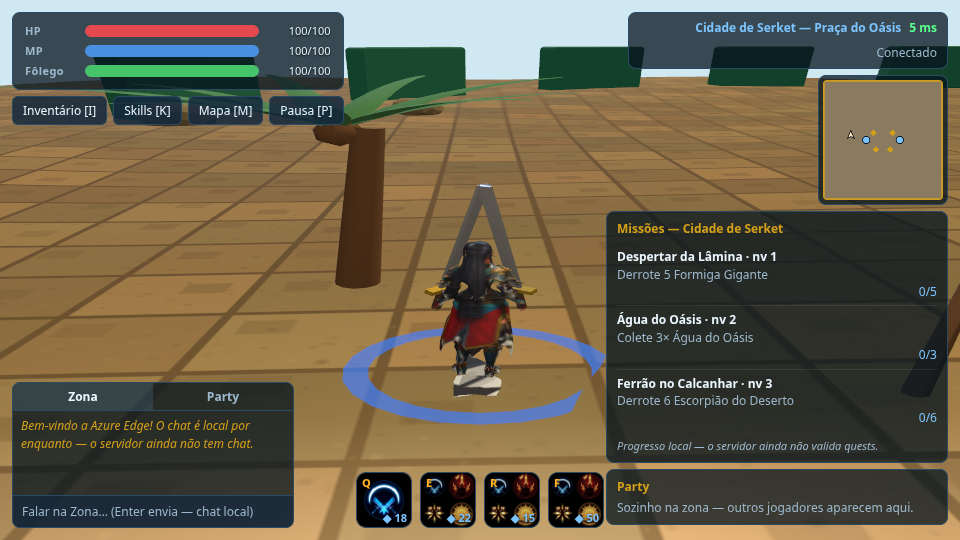 HP 100/100
MP 100/100
Fôlego 100/100
Inventário [I] Skills [K] Mapa [M] Pausa [P]
Cidade de Serket — Praça do Oásis 5 ms
Conectado
Missões — Cidade de Serket
Despertar da Lâmina · nv 1
Derrote 5 Formiga Gigante
0/5
Água do Oásis · nv 2
Colete 3× Água do Oásis
0/3
Ferrão no Calcanhar · nv 3
Derrote 6 Escorpião do Deserto
0/6
Progresso local — o servidor ainda não valida quests.
Zona Party
Bem-vindo a Azure Edge! O chat é local por
enquanto — o servidor ainda não tem chat.
Falar na Zona... (Enter envia — chat local)
Q E R F
18 22 15 50
Party
Sozinho na zona — outros jogadores aparecem aqui.